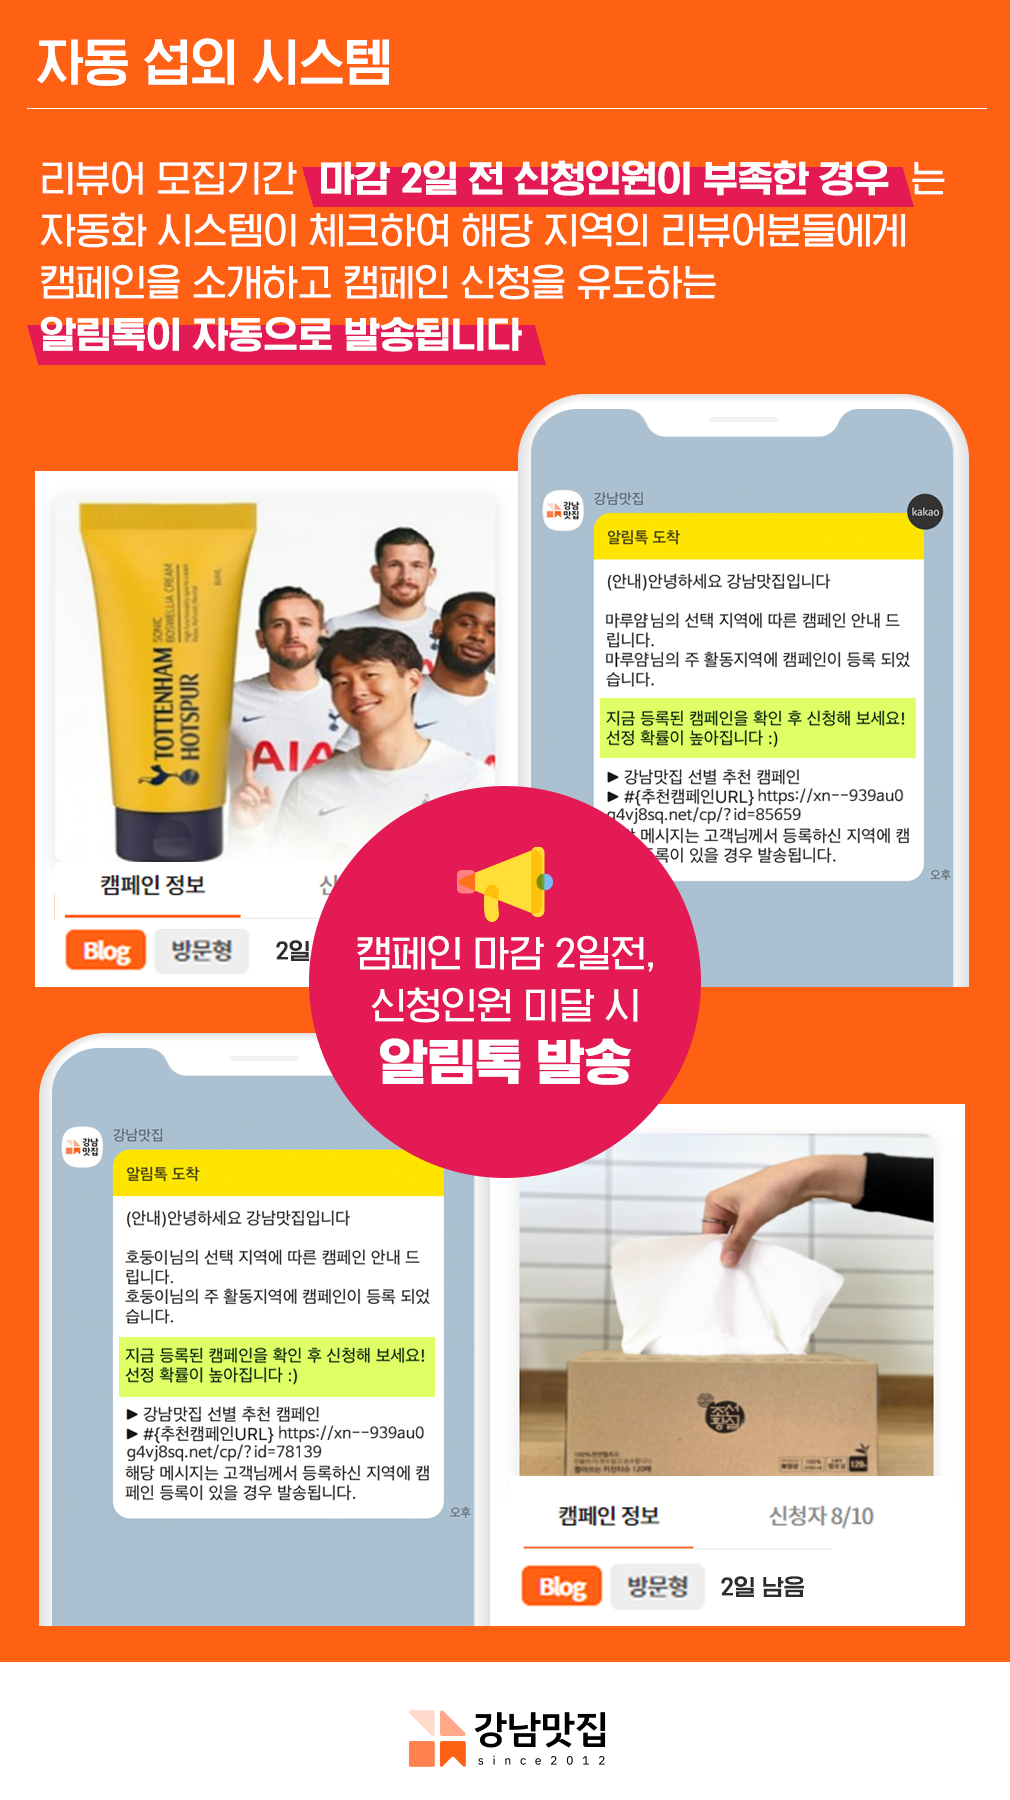 자동 섭외 시스템
리뷰어 모집기간 마감 2일 전 신청인원이 부족한 경우 는
자동화 시스템이 체크하여 해당 지역의 리뷰어분들에게
캠페인을 소개하고 캠페인 신청을 유도하는
알림톡이 자동으로 발송됩니다
TOTTENHAM
HOTSPUR
SONIC
BOSWELLIA CREAM
AIA
캠페인 정보
신
Blog
방문형
2일
강남맛집
강남
맛집
kakao
알림톡 도착
(안내)안녕하세요 강남맛집입니다
마루얌님의 선택 지역에 따른 캠페인 안내 드
립니다.
마루얌님의 주 활동지역에 캠페인이 등록 되었
습니다.
지금 등록된 캠페인을 확인 후 신청해 보세요!
선정 확률이 높아집니다 :)
▶ 강남맛집 선별 추천 캠페인
▶ #{추천캠페인URL} https://xn--939au0
g4vj8sq.net/cp/?id=85659
메시지는 고객님께서 등록하신 지역에 캠
등록이 있을 경우 발송됩니다.
오후
캠페인 마감 2일전,
신청인원 미달 시
알림톡 발송
강남맛집
강남
맛집
알림톡 도착
(안내)안녕하세요 강남맛집입니다
호둥이님의 선택 지역에 따른 캠페인 안내 드
립니다.
호둥이님의 주 활동지역에 캠페인이 등록 되었
습니다.
지금 등록된 캠페인을 확인 후 신청해 보세요!
선정 확률이 높아집니다 :)
▶ 강남맛집 선별 추천 캠페인
▶ #{추천캠페인URL} https://xn--939au0
g4vj8sq.net/cp/?id=78139
해당 메시지는 고객님께서 등록하신 지역에 캠
페인 등록이 있을 경우 발송됩니다.
오후
조선
황실
캠페인 정보
신청자 8/10
Blog
방문형
2일 남음
강남맛집
since2012